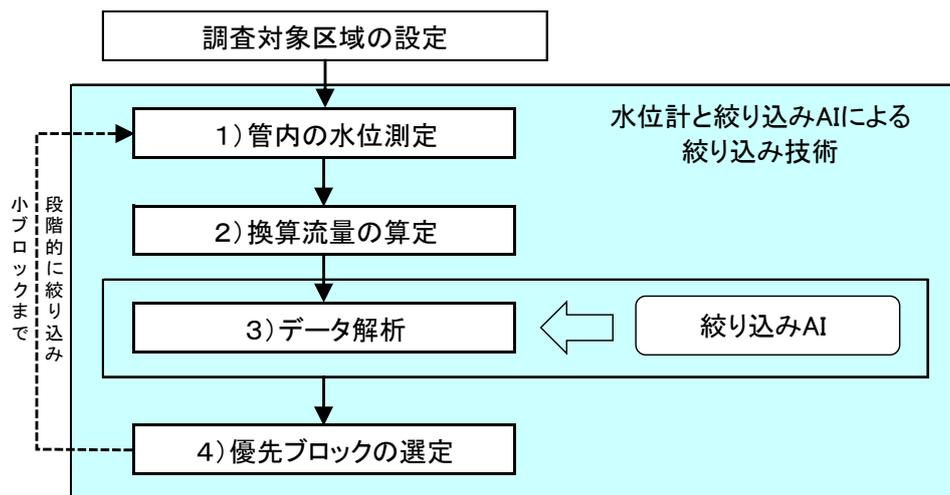 調査対象区域の設定
水位計と絞り込みAIによる
絞り込み技術
1)管内の水位測定
2)換算流量の算定
3)データ解析
絞り込みAI
4)優先ブロックの選定
段階的に絞り込み
小ブロックまで